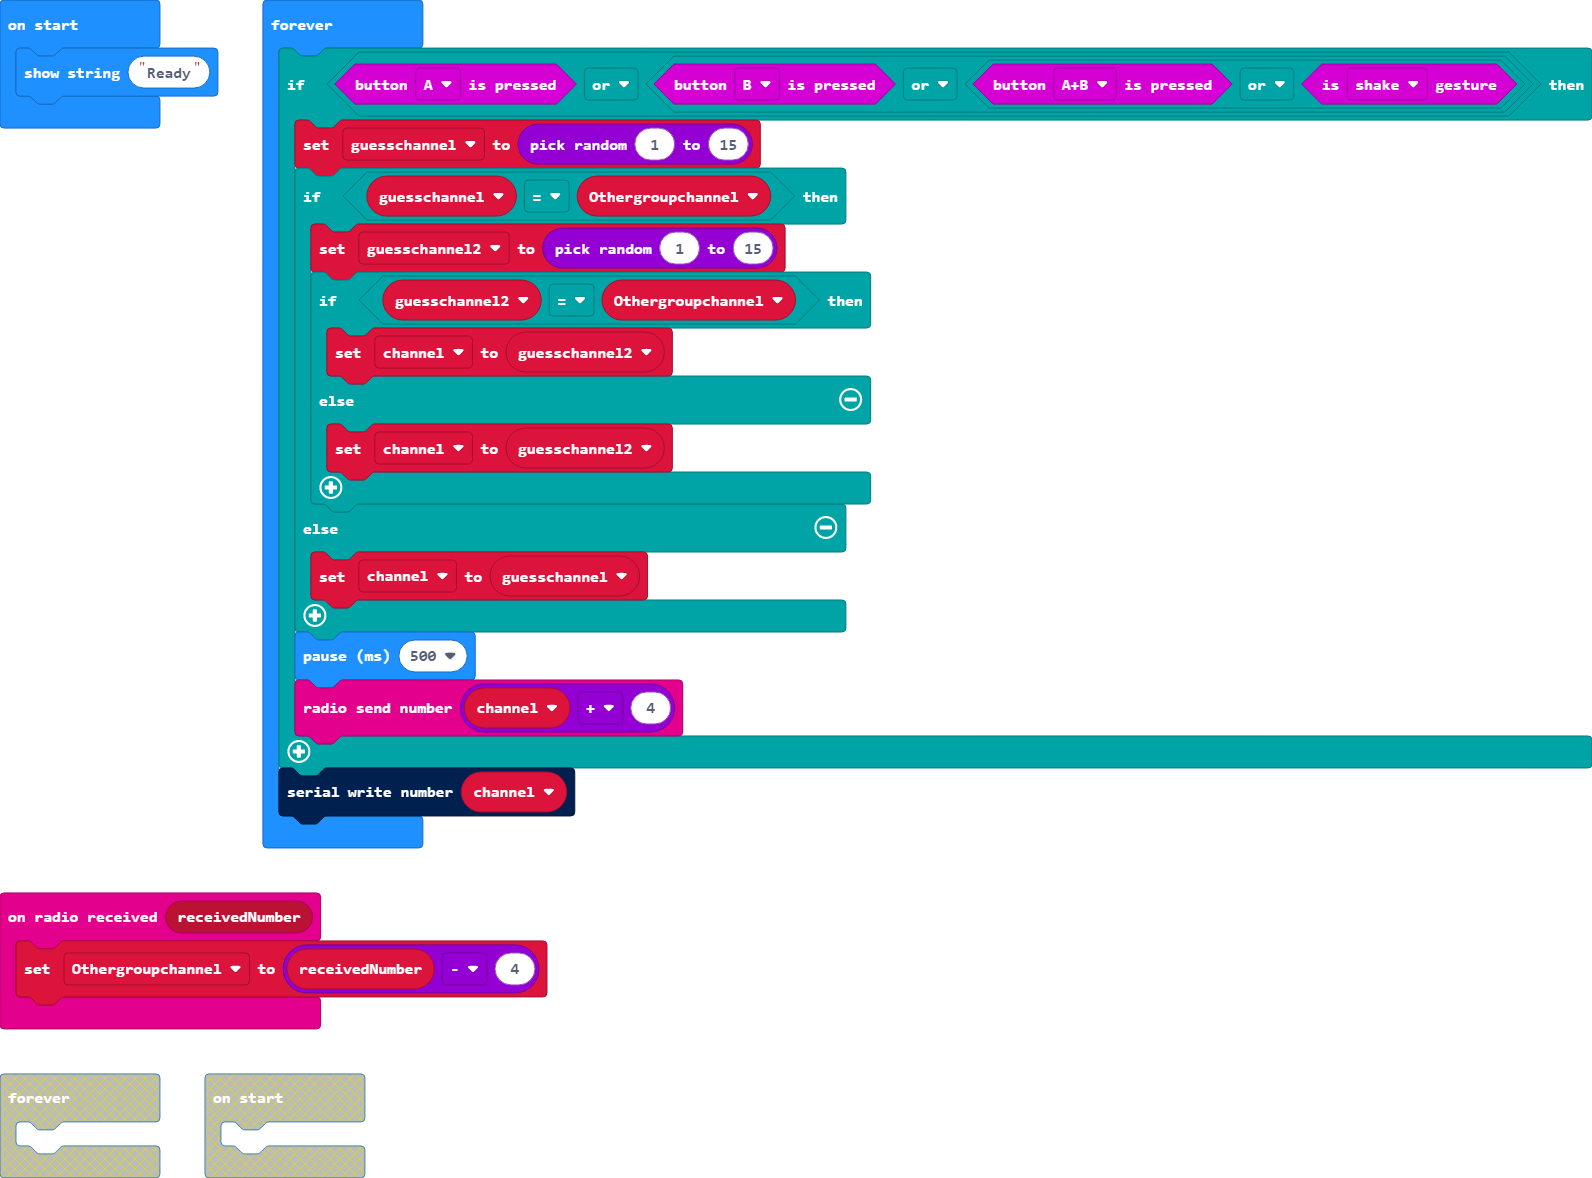 on start
show string "Ready"
forever
if button A is pressed or button B is pressed or button A+B is pressed or is shake gesture then
set guesschannel to pick random 1 to 15
if guesschannel = Othergroupchannel then
set guesschannel2 to pick random 1 to 15
if guesschannel2 = Othergroupchannel then
set channel to guesschannel2
else
set channel to guesschannel2
else
set channel to guesschannel
pause (ms) 500
radio send number channel + 4
serial write number channel
on radio received receivedNumber
set Othergroupchannel to receivedNumber - 4
forever
on start